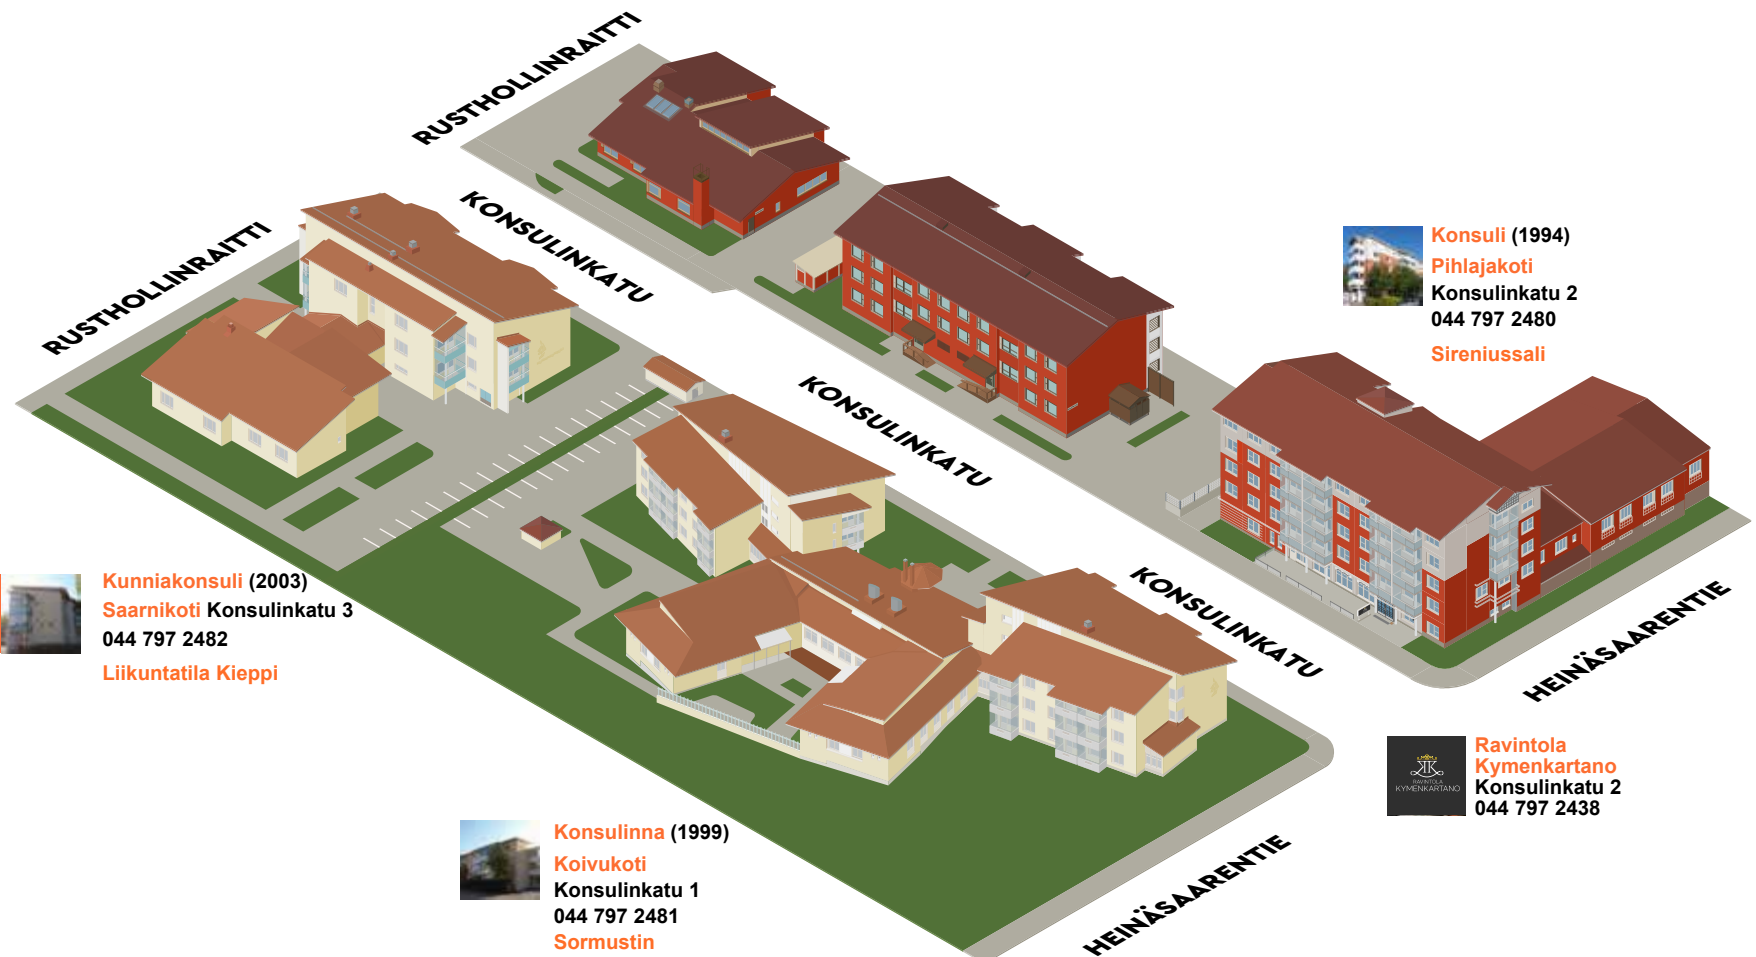 RUSTHOLLINRAITTI
KONSULINKATU
RUSTHOLLINRAITTI
Konsuli (1994)
Pihlajakoti
Konsulinkatu 2
044 797 2480
Sireniussali
KONSULINKATU
KONSULINKATU
HEINÄSAARENTIE
Kunniakonsuli (2003)
Saarnikoti Konsulinkatu 3
044 797 2482
Liikuntatila Kieppi
RAVINTOLA
KYMENKARTANO
Ravintola
Kymenkartano
Konsulinkatu 2
044 797 2438
Konsulinna (1999)
Koivukoti
Konsulinkatu 1
044 797 2481
Sormustin
HEINÄSAARENTIE